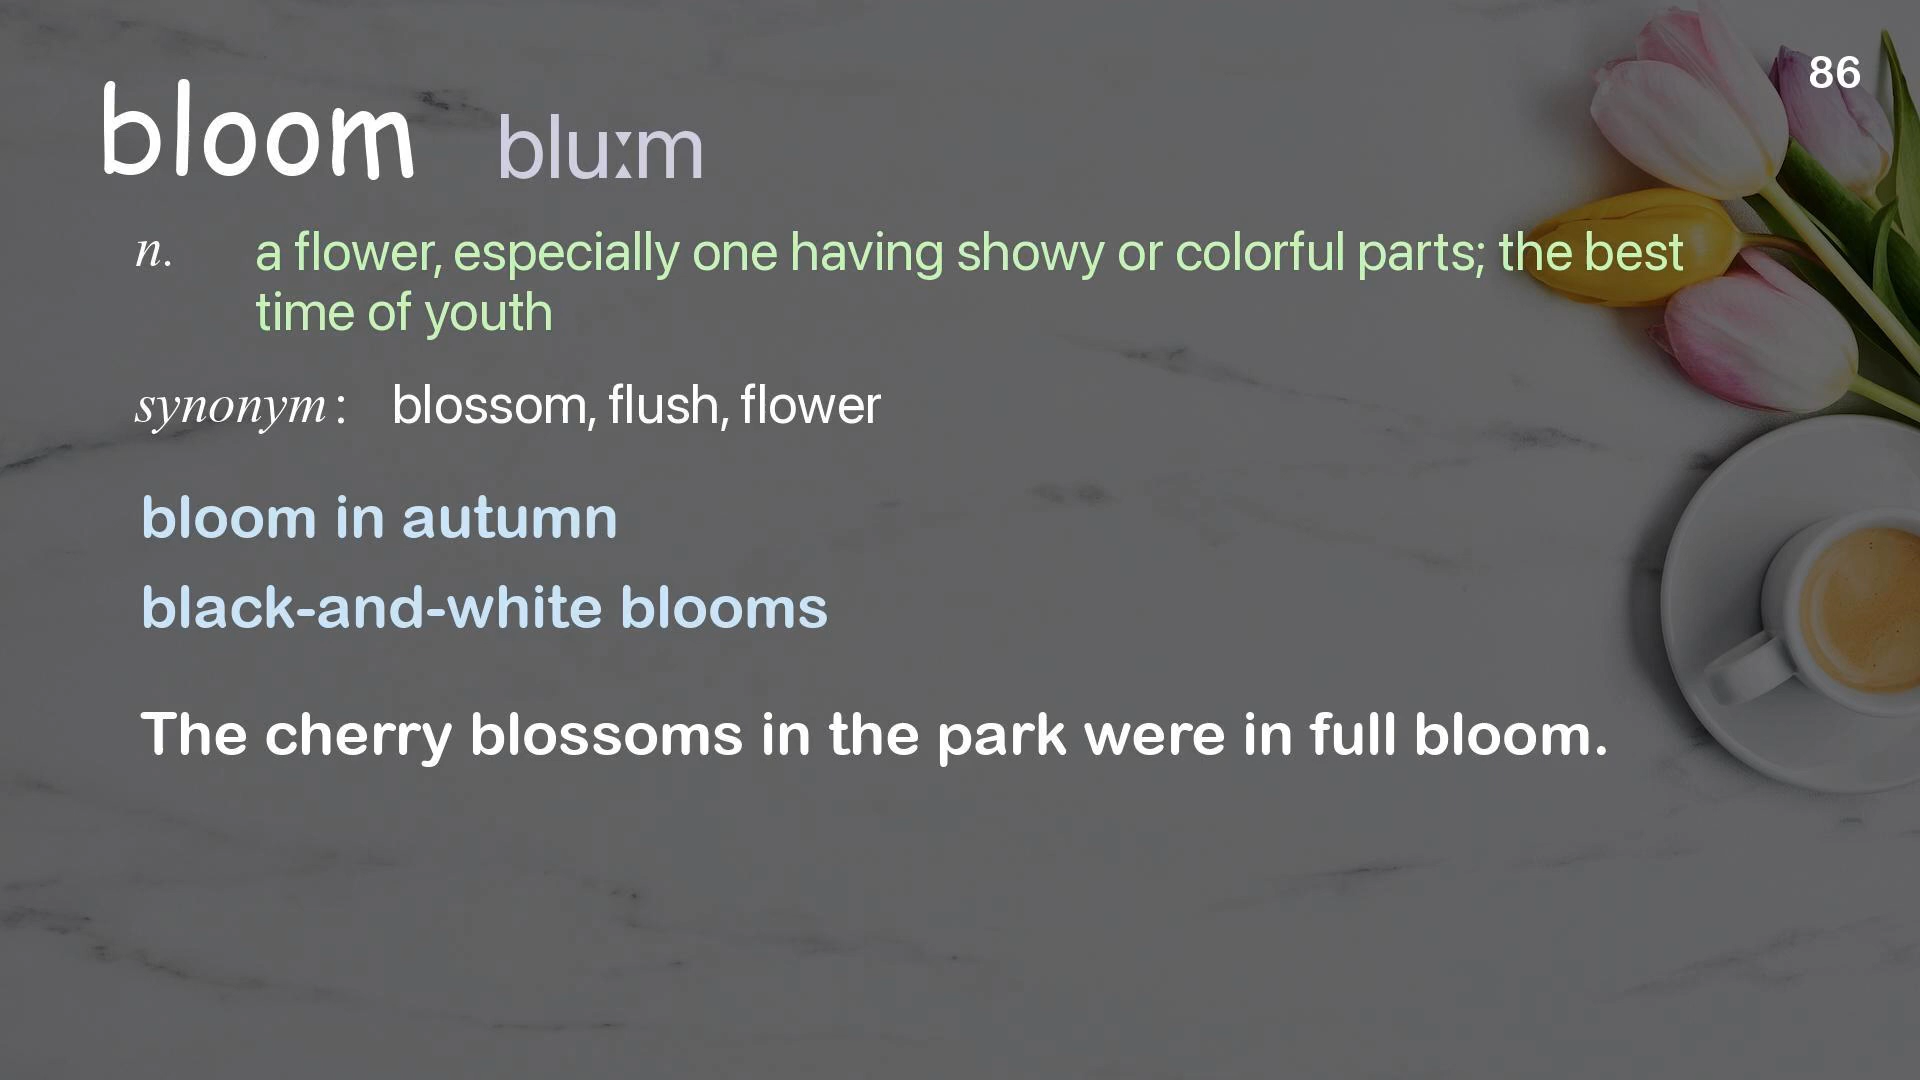 86
bloom bluːm
n. a flower, especially one having showy or colorful parts; the best
time of youth
synonym: blossom, flush, flower
bloom in autumn
black-and-white blooms
The cherry blossoms in the park were in full bloom.